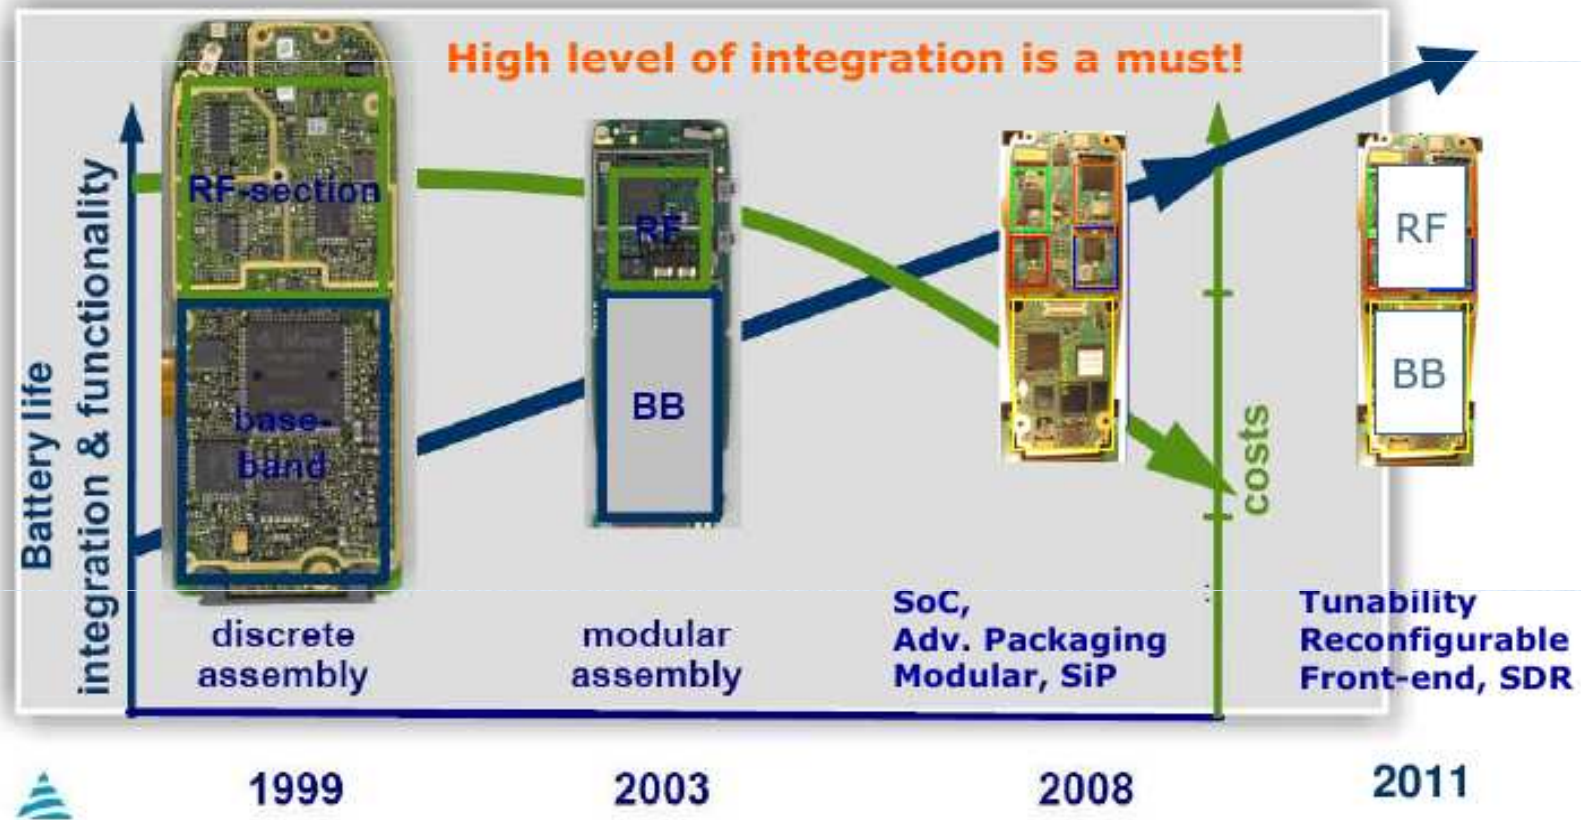 High level of integration is a must!
Battery life
integration & functionality
RF-section
base-
band
RF
BB
RF
BB
costs
discrete
assembly
modular
assembly
SoC,
Adv. Packaging
Modular, SiP
Tunability
Reconfigurable
Front-end, SDR
1999
2003
2008
2011